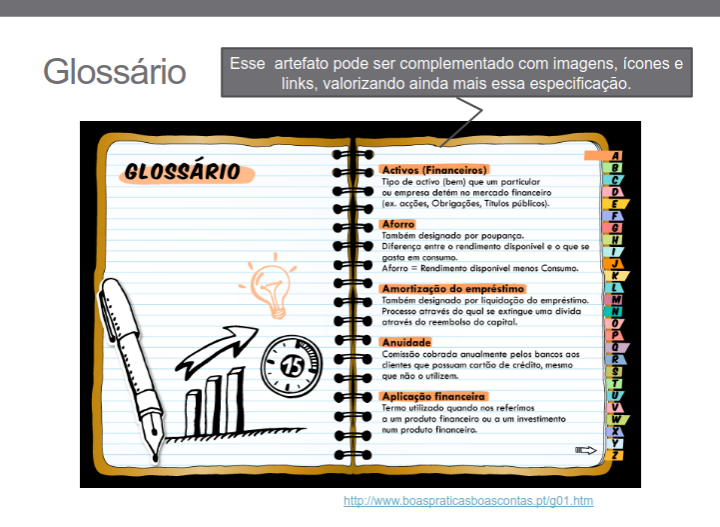 Glossário
Esse artefato pode ser complementado com imagens, ícones e
links, valorizando ainda mais essa especificação.
GLOSSÁRIO
15
Activos (Financeiros)
Tipo de activo (bem) que um particular
ou empresa detém no mercado financeiro
(ex. acções, Obrigações, Títulos públicos).
Aforro
Também designado por poupança.
Diferença entre o rendimento disponível e o que se
gasta em consumo.
Aforro = Rendimento disponível menos Consumo.
Amortização do empréstimo
Também designado por liquidação do empréstimo.
Processo através do qual se extingue uma dívida
através do reembolso do capital.
Anuidade
Comissão cobrada anualmente pelos bancos aos
clientes que possuam cartão de crédito, mesmo
que não o utilizem.
Aplicação financeira
Termo utilizado quando nos referimos
a um produto financeiro ou a um investimento
num produto financeiro.
A
B
C
D
E
F
G
H
I
J
K
L
M
N
O
P
Q
R
S
T
U
V
W
X
Y
Z
http://www.boaspraticasboascontas.pt/g01.htm